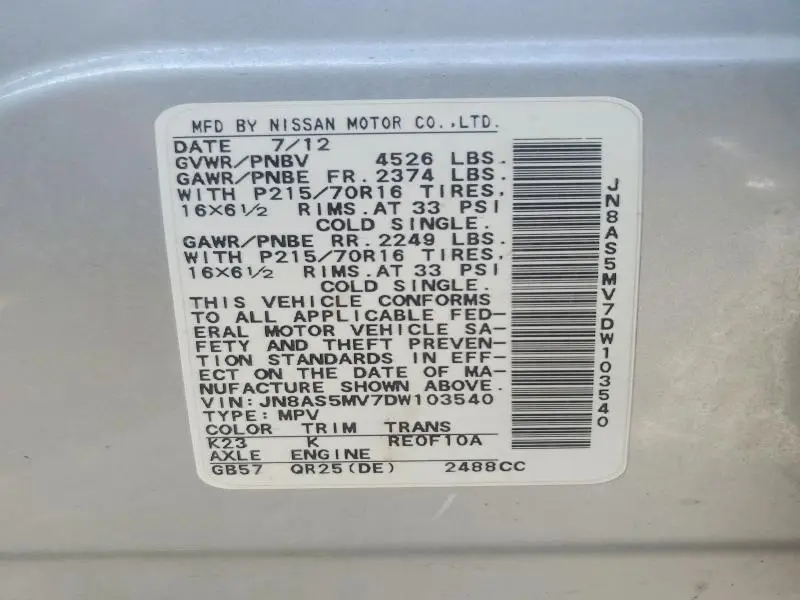 MFD BY NISSAN MOTOR CO.,LTD.
DATE 7/12
GVWR/PNBV 4526 LBS.
GAWR/PNBE FR. 2374 LBS.
WITH P215/70R16 TIRES.
16×6½ RIMS. AT 33 PSI
COLD SINGLE.
GAWR/PNBE RR. 2249 LBS.
WITH P215/70R16 TIRES.
16×6½ RIMS. AT 33 PSI
COLD SINGLE.
THIS VEHICLE CONFORMS
TO ALL APPLICABLE FED-
ERAL MOTOR VEHICLE SA-
FETY AND THEFT PREVEN-
TION STANDARDS IN EFF-
ECT ON THE DATE OF MA-
NUFACTURE SHOWN ABOVE.
VIN: JN8AS5MV7DW103540
TYPE: MPV
COLOR TRIM TRANS
K23 K RE0F10A
AXLE ENGINE
GB57 QR25(DE) 2488CC
JN8AS5MV7DW103540